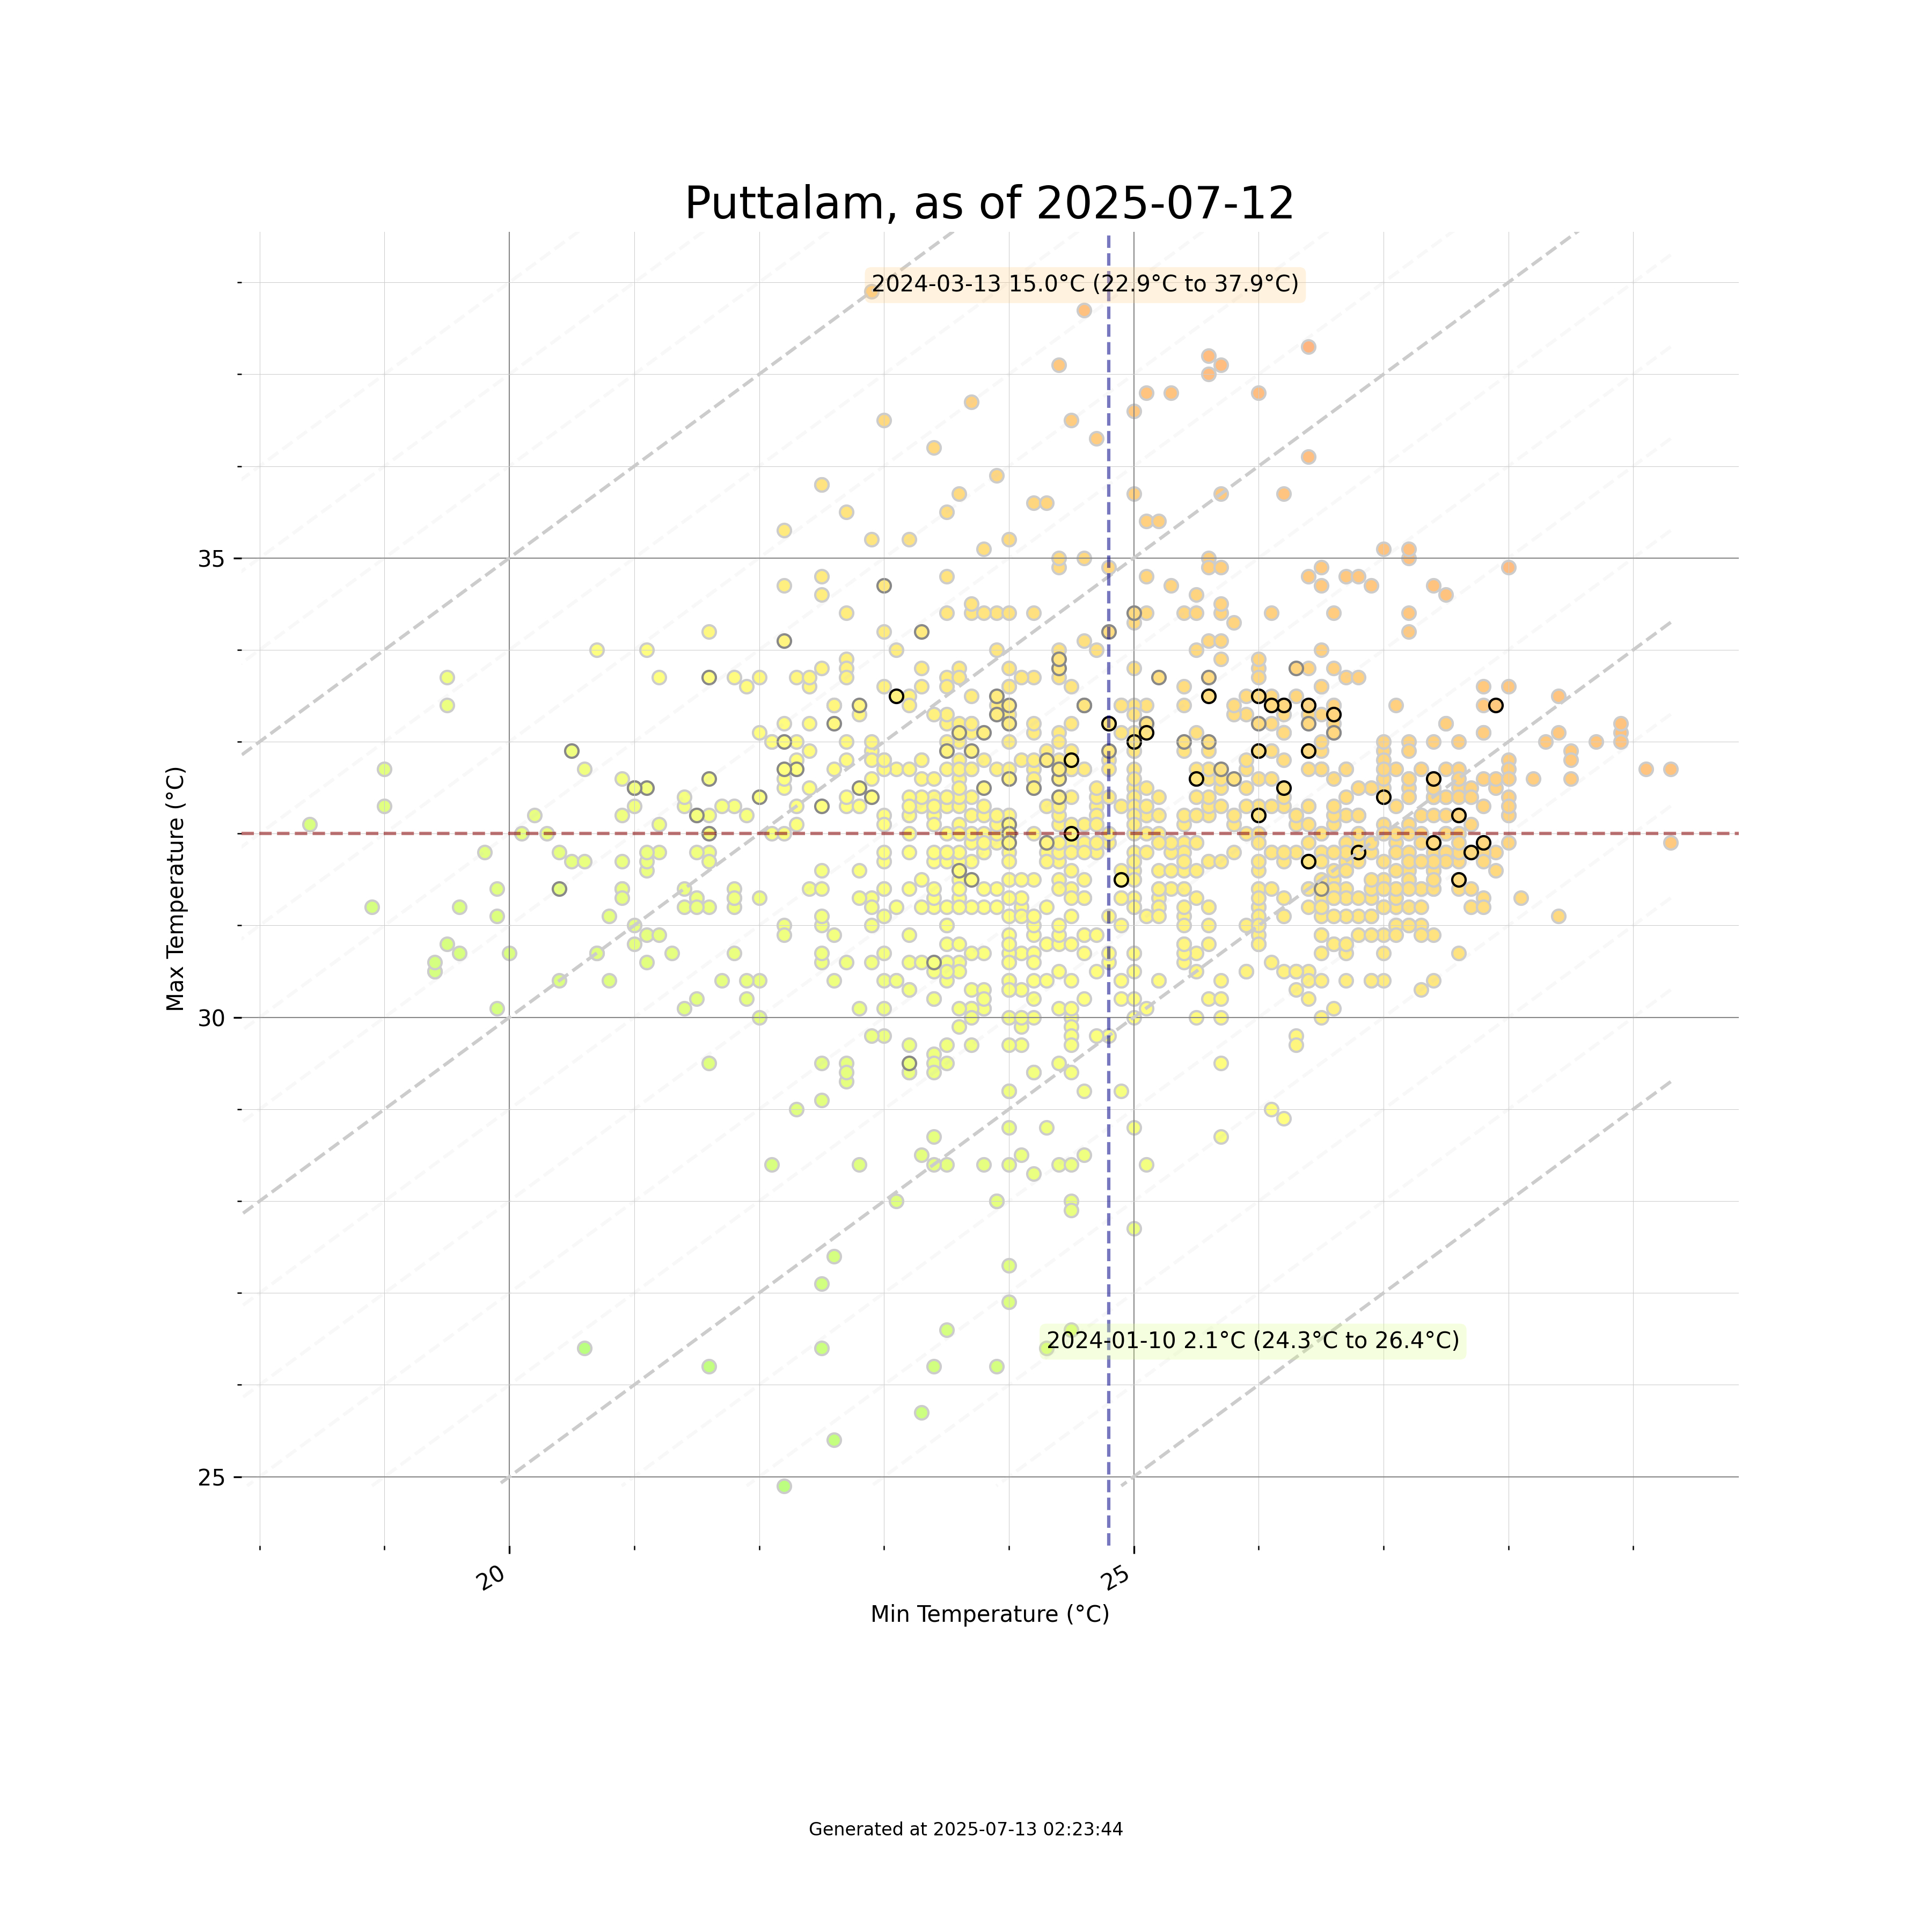 Puttalam, as of 2025-07-12
2024-03-13 15.0°C (22.9°C to 37.9°C)
35
Max Temperature (°C)
30
2024-01-10 2.1°C (24.3°C to 26.4°C)
25
20
25
Min Temperature (°C)
Generated at 2025-07-13 02:23:44